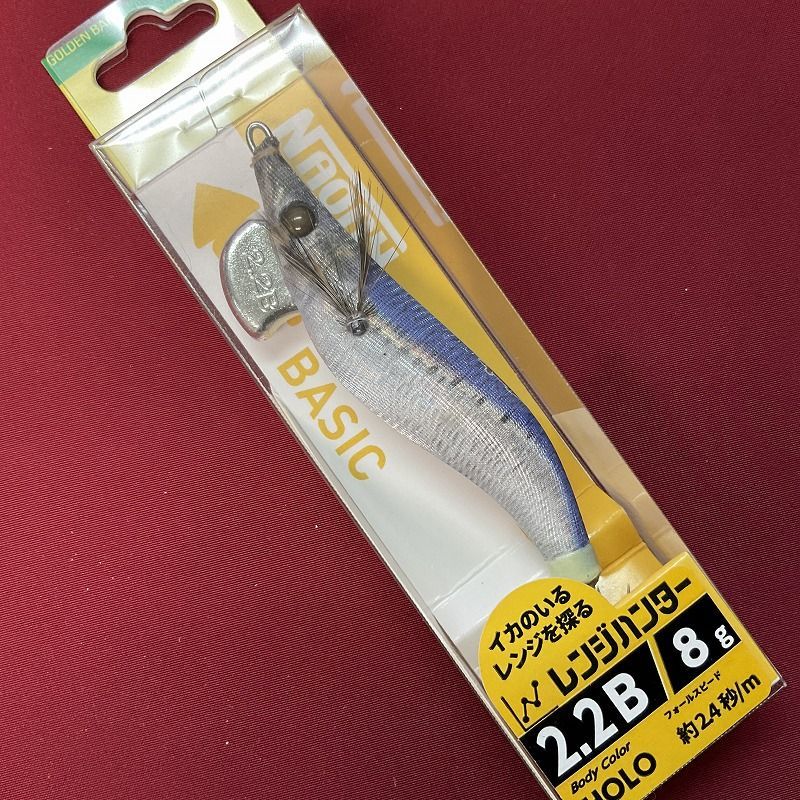 GOLDEN BA
NAORY
2.2B
BASIC
イカのいる
レンジを探る
レンジハンター
2.2B/8g
フォールスピード
約24秒/m
Body Color
HOLO